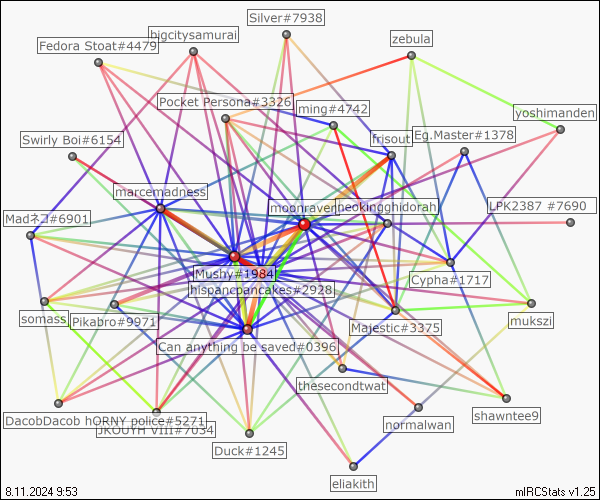 Silver#7938
bigcitysamurai
zebula
Fedora Stoat#4479
Pocket Persona#3326
ming#4742
yoshimanden
Swirly Boi#6154
frisout
Eg.Master#1378
marcemadness
moonraven
neokingghidorah
LPK2387 #7690
Madネコ#6901
Mushy#1984
Cypha#1717
hispancpancakes#2928
somass
Pikabro#9971
Majestic#3375
mukszi
Can anything be saved#0396
thesecondtwat
DacobDacob hORNY police#5271
JKOUYH VIII#7034
normalwan
shawntee9
Duck#1245
eliakith
8.11.2024 9:53
mIRCStats v1.25